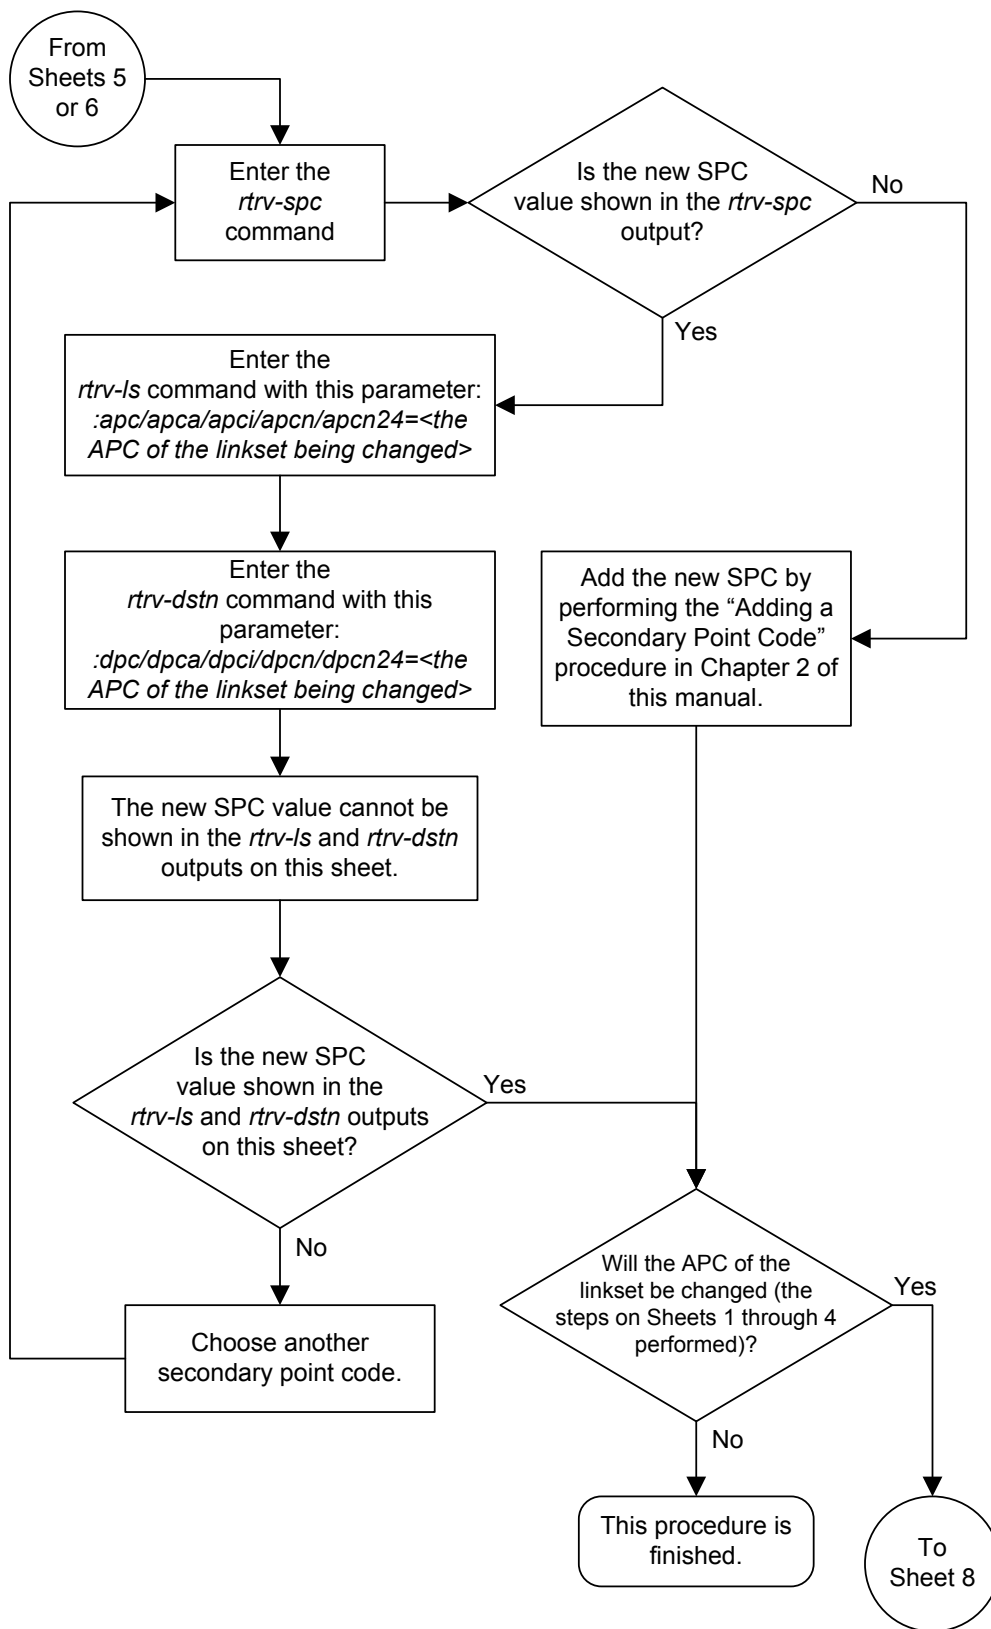 From
Sheets 5
or 6
Enter the
rtrv-spc
command
Is the new SPC
value shown in the rtrv-spc
output?
No
Yes
Enter the
rtrv-ls command with this parameter:
:apc/apca/apci/apcn/apcn24=<the
APC of the linkset being changed>
Enter the
rtrv-dstn command with this
parameter:
:dpc/dpca/dpci/dpcn/dpcn24=<the
APC of the linkset being changed>
Add the new SPC by
performing the “Adding a
Secondary Point Code”
procedure in Chapter 2 of
this manual.
The new SPC value cannot be
shown in the rtrv-ls and rtrv-dstn
outputs on this sheet.
Is the new SPC
value shown in the
rtrv-ls and rtrv-dstn outputs
on this sheet?
Yes
No
Choose another
secondary point code.
Will the APC of the
linkset be changed (the
steps on Sheets 1 through 4
performed)?
Yes
No
This procedure is
finished.
To
Sheet 8